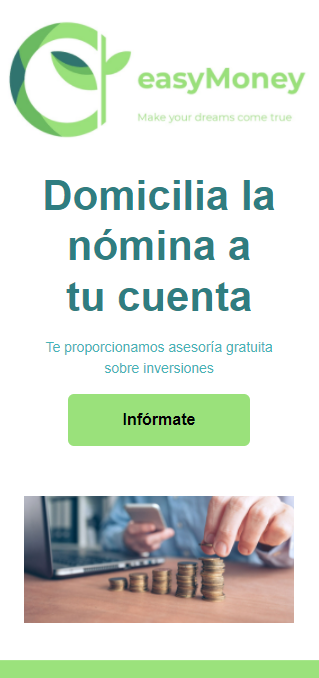 easyMoney
Make your dreams come true
Domicilia la
nómina a
tu cuenta
Te proporcionamos asesoría gratuita
sobre inversiones
Infórmate